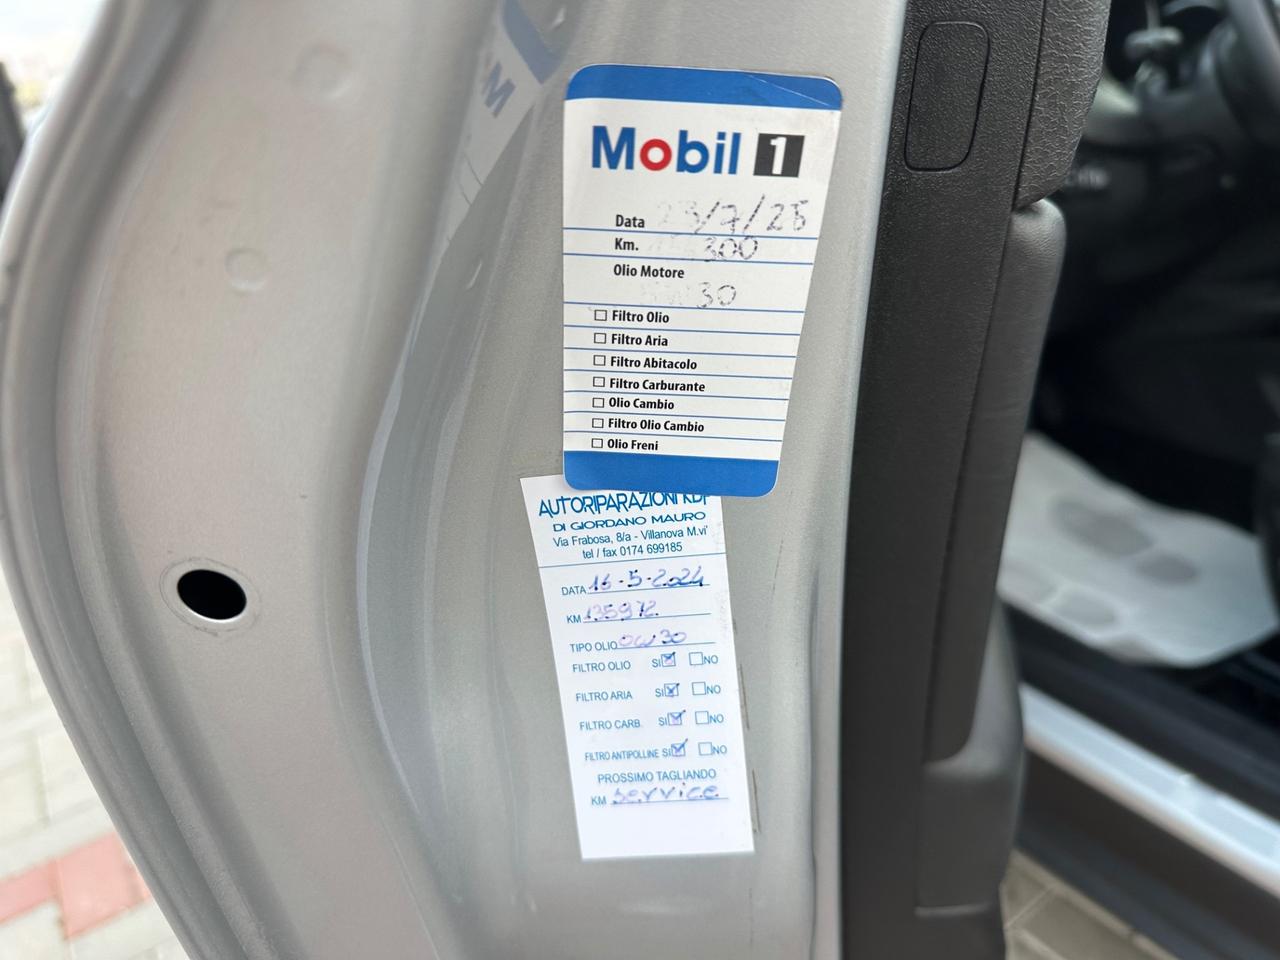 Mobil 1
Data 23/7/25
Km. 300
Olio Motore
30
Filtro Olio
Filtro Aria
Filtro Abitacolo
Filtro Carburante
Olio Cambio
Filtro Olio Cambio
Olio Freni
AUTORIPARAZIONI
DI GIORDANO MAURO
Via Frabosa, 8/a - Villanova M.vi'
tel / fax 0174 699185
DATA 16-5-2024
KM 135972
TIPO OLIO 0W30
FILTRO OLIO SI NO
FILTRO ARIA SI NO
FILTRO CARB. SI NO
FILTRO ANTIPOLLINE SI NO
PROSSIMO TAGLIANDO
KM Service